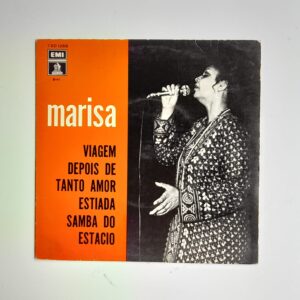 EMI
marisa
VIAGEM
DEPOIS DE
TANTO AMOR
ESTIADA
SAMBA DO
ESTACIO